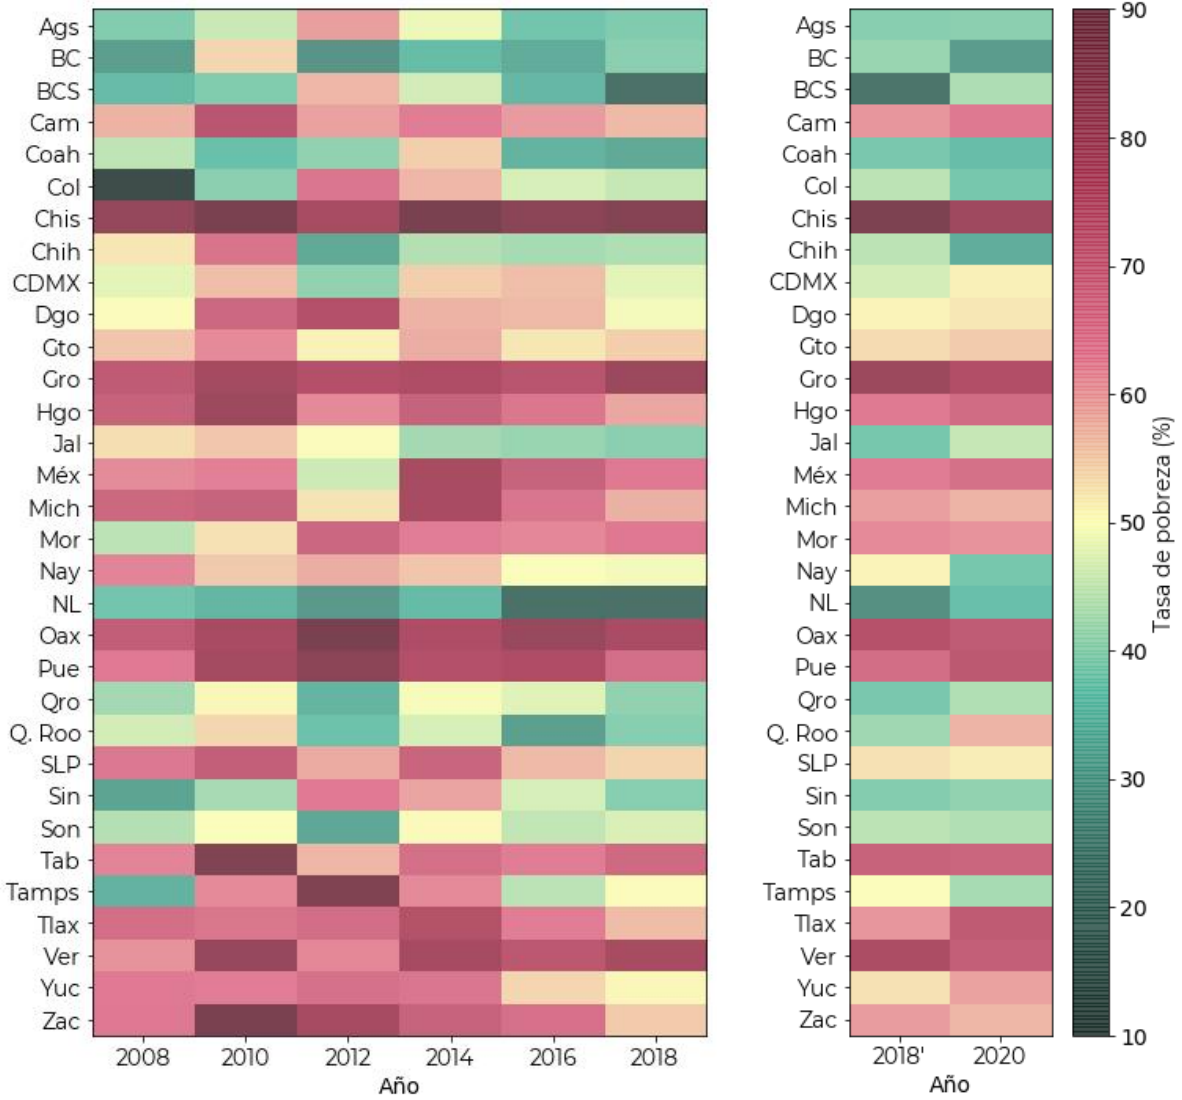 Ags
BC
BCS
Cam
Coah
Col
Chis
Chih
CDMX
Dgo
Gto
Gro
Hgo
Jal
Méx
Mich
Mor
Nay
NL
Oax
Pue
Qro
Q. Roo
SLP
Sin
Son
Tab
Tamps
Tlax
Ver
Yuc
Zac
2008 2010 2012 2014 2016 2018
Año
Ags
BC
BCS
Cam
Coah
Col
Chis
Chih
CDMX
Dgo
Gto
Gro
Hgo
Jal
Méx
Mich
Mor
Nay
NL
Oax
Pue
Qro
Q. Roo
SLP
Sin
Son
Tab
Tamps
Tlax
Ver
Yuc
Zac
2018' 2020
Año
90
80
70
60
50
40
30
20
10
Tasa de pobreza (%)